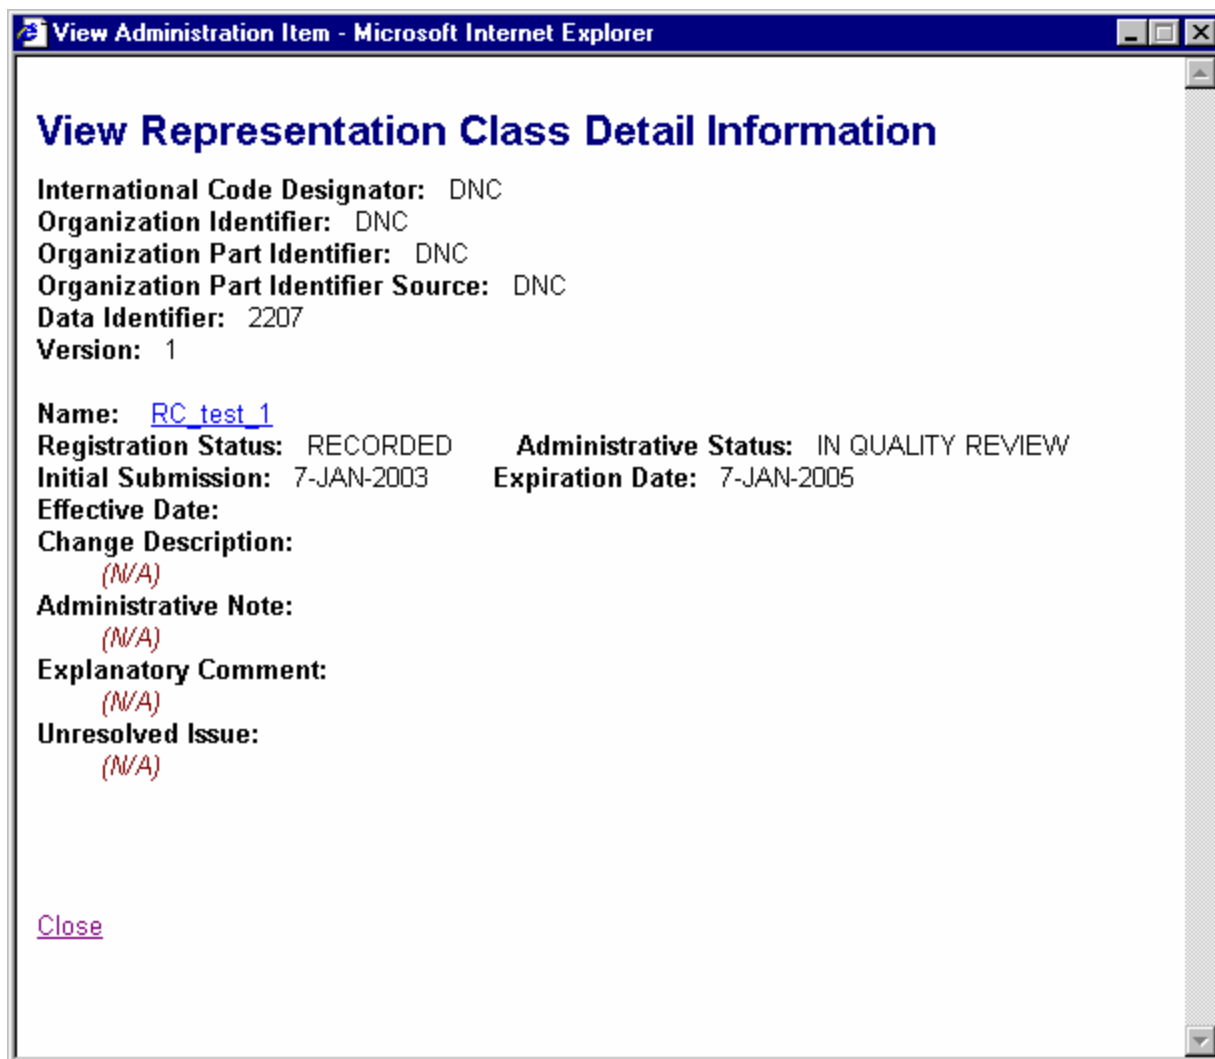 View Administration Item - Microsoft Internet Explorer
View Representation Class Detail Information
International Code Designator: DNC
Organization Identifier: DNC
Organization Part Identifier: DNC
Organization Part Identifier Source: DNC
Data Identifier: 2207
Version: 1
Name: RC_test_1
Registration Status: RECORDED Administrative Status: IN QUALITY REVIEW
Initial Submission: 7-JAN-2003 Expiration Date: 7-JAN-2005
Effective Date:
Change Description:
(N/A)
Administrative Note:
(N/A)
Explanatory Comment:
(N/A)
Unresolved Issue:
(N/A)
Close